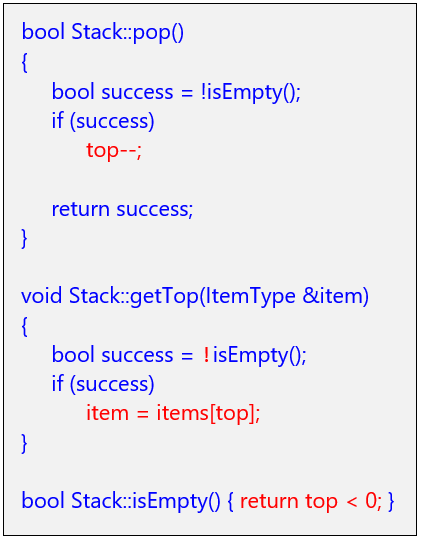 bool Stack::pop()
{
bool success = !isEmpty();
if (success)
top--;
return success;
}
void Stack::getTop(ItemType &item)
{
bool success = !isEmpty();
if (success)
item = items[top];
}
bool Stack::isEmpty() { return top < 0; }